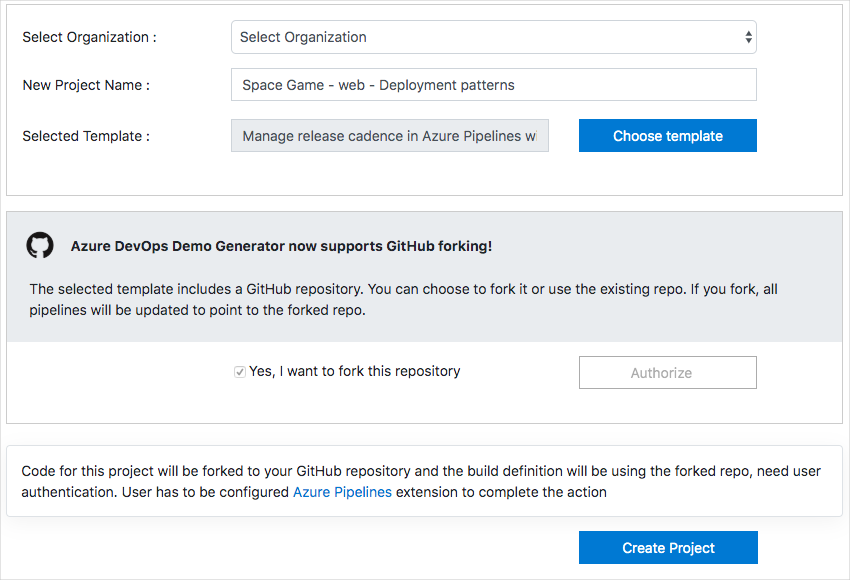 Select Organization :
Select Organization
New Project Name :
Space Game - web - Deployment patterns
Selected Template :
Manage release cadence in Azure Pipelines wi
Choose template
Azure DevOps Demo Generator now supports GitHub forking!
The selected template includes a GitHub repository. You can choose to fork it or use the existing repo. If you fork, all
pipelines will be updated to point to the forked repo.
Yes, I want to fork this repository
Authorize
Code for this project will be forked to your GitHub repository and the build definition will be using the forked repo, need user
authentication. User has to be configured Azure Pipelines extension to complete the action
Create Project